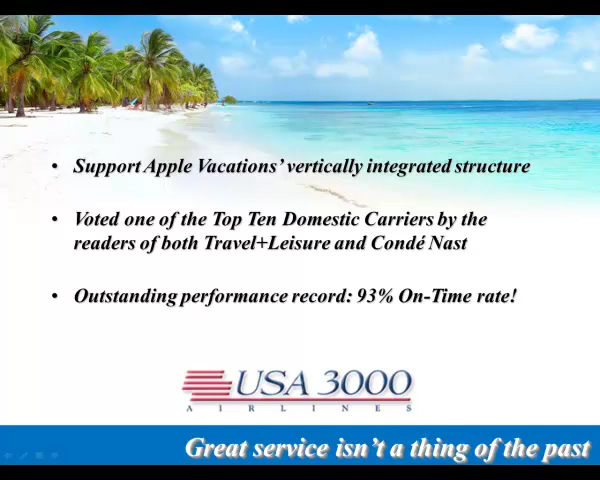 • Support Apple Vacations’ vertically integrated structure
• Voted one of the Top Ten Domestic Carriers by the
readers of both Travel+Leisure and Condé Nast
• Outstanding performance record: 93% On-Time rate!
USA 3000
AIRLINES
Great service isn’t a thing of the past